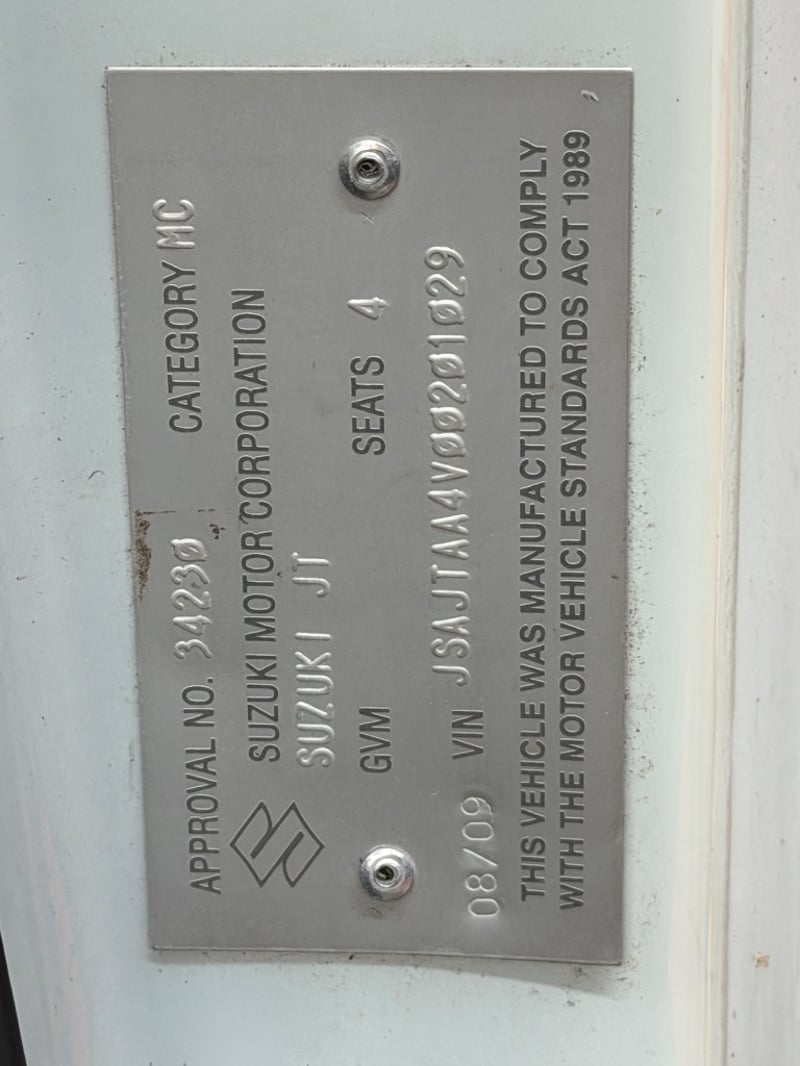 APPROVAL NO. 34230 CATEGORY MC
SUZUKI MOTOR CORPORATION
SUZUKI JT
GVM SEATS 4
08/09 VIN JSAJTAA4V00201029
THIS VEHICLE WAS MANUFACTURED TO COMPLY
WITH THE MOTOR VEHICLE STANDARDS ACT 1989